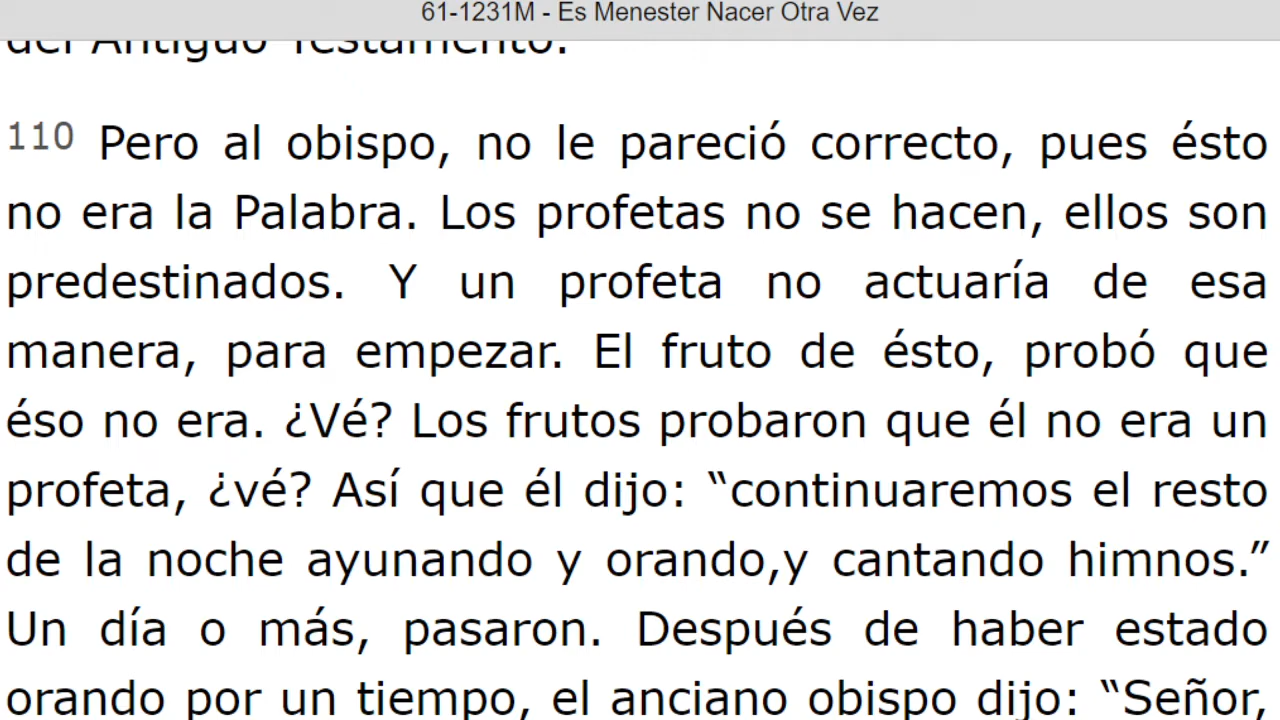 61-1231M - Es Menester Nacer Otra Vez
del Antiguo Testamento.
110 Pero al obispo, no le pareció correcto, pues ésto
no era la Palabra. Los profetas no se hacen, ellos son
predestinados. Y un profeta no actuaría de esa
manera, para empezar. El fruto de ésto, probó que
éso no era. ¿Vé? Los frutos probaron que él no era un
profeta, ¿vé? Así que él dijo: “continuaremos el resto
de la noche ayunando y orando,y cantando himnos.”
Un día o más, pasaron. Después de haber estado
orando por un tiempo, el anciano obispo dijo: “Señor,